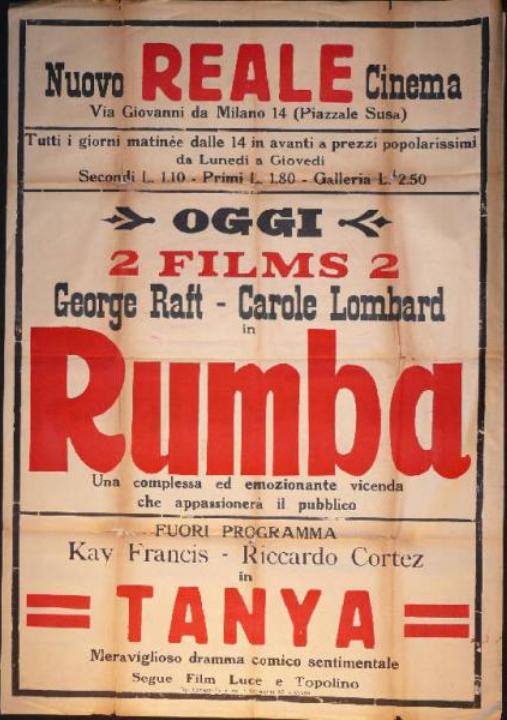 Nuovo REALE Cinema
Via Giovanni da Milano 14 (Piazzale Susa)
Tutti i giorni matinèe dalle 14 in avanti a prezzi popolarissimi
da Lunedì a Giovedì
Secondi L. 1.10 - Primi L. 1.80 - Galleria L. 2.50
OGGI
2 FILMS 2
George Raft - Carole Lombard
in
Rumba
Una complessa ed emozionante vicenda
che appassionerà il pubblico
FUORI PROGRAMMA
Kay Francis - Riccardo Cortez
in
TANYA
Meraviglioso dramma comico sentimentale
Segue Film Luce e Topolino